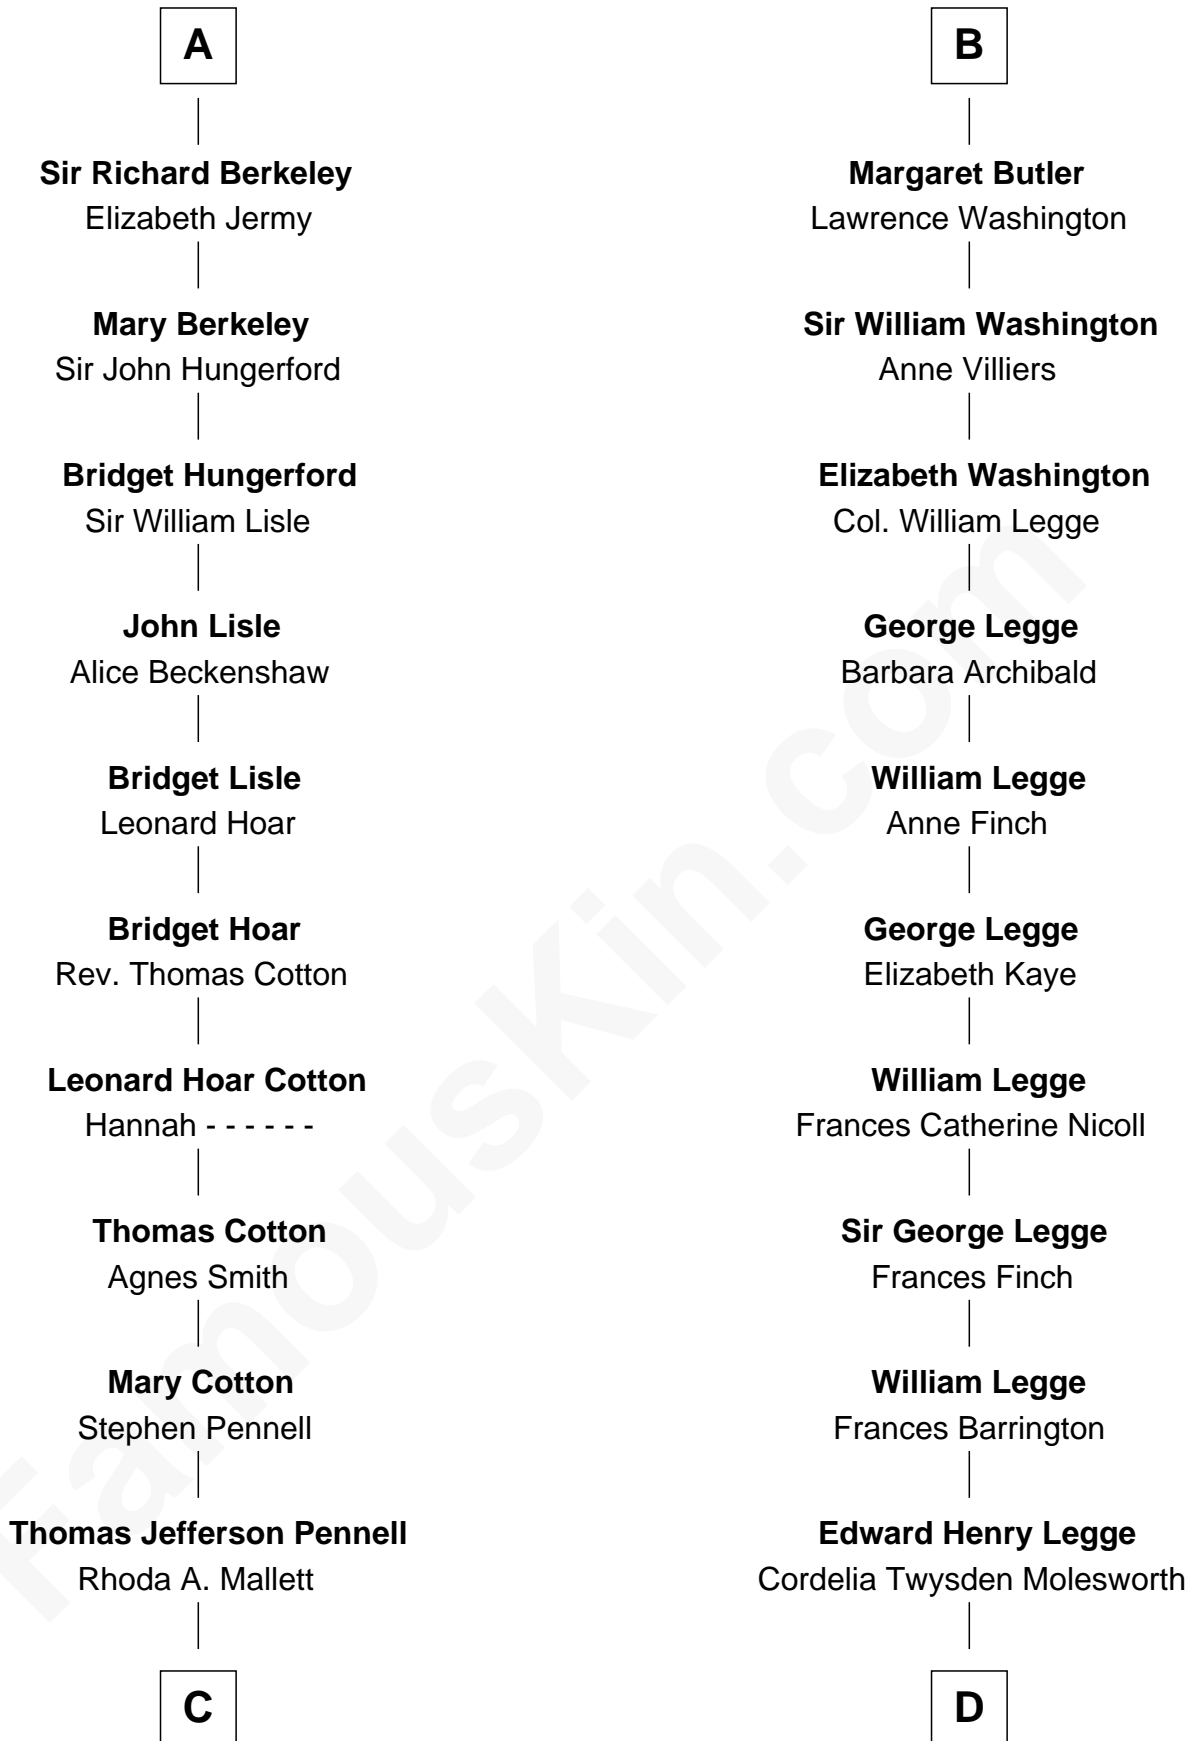 A
Sir Richard Berkeley
Elizabeth Jermy
Mary Berkeley
Sir John Hungerford
Bridget Hungerford
Sir William Lisle
John Lisle
Alice Beckenshaw
Bridget Lisle
Leonard Hoar
Bridget Hoar
Rev. Thomas Cotton
Leonard Hoar Cotton
Hannah - - - - - -
Thomas Cotton
Agnes Smith
Mary Cotton
Stephen Pennell
Thomas Jefferson Pennell
Rhoda A. Mallett
C
B
Margaret Butler
Lawrence Washington
Sir William Washington
Anne Villiers
Elizabeth Washington
Col. William Legge
George Legge
Barbara Archibald
William Legge
Anne Finch
George Legge
Elizabeth Kaye
William Legge
Frances Catherine Nicoll
Sir George Legge
Frances Finch
William Legge
Frances Barrington
Edward Henry Legge
Cordelia Twysden Molesworth
D
FamousKin.com